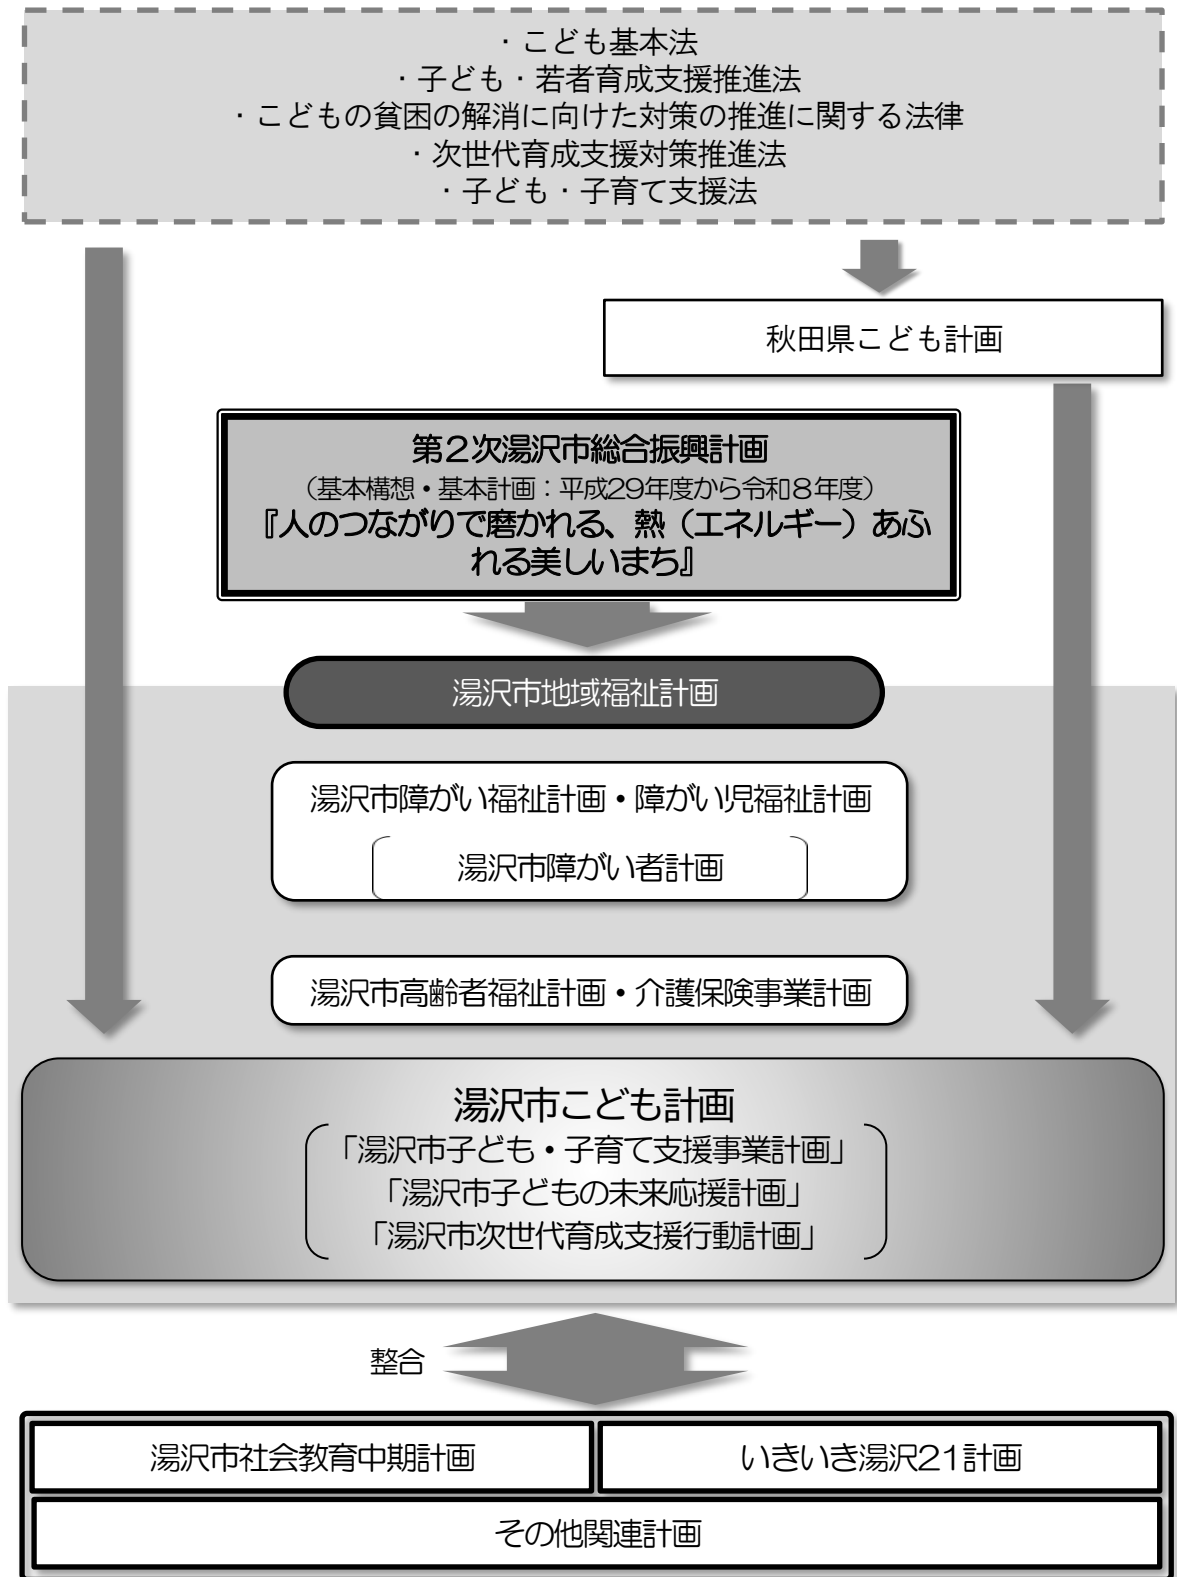 ・こども基本法
・子ども・若者育成支援推進法
・こどもの貧困の解消に向けた対策の推進に関する法律
・次世代育成支援対策推進法
・子ども・子育て支援法
秋田県こども計画
第２次湯沢市総合振興計画
（基本構想・基本計画：平成29年度から令和８年度）
『人のつながりで磨かれる、熱（エネルギー）あふ
れる美しいまち』
湯沢市地域福祉計画
湯沢市障がい福祉計画・障がい児福祉計画
湯沢市障がい者計画
湯沢市高齢者福祉計画・介護保険事業計画
湯沢市こども計画
「湯沢市子ども・子育て支援事業計画」
「湯沢市子どもの未来応援計画」
「湯沢市次世代育成支援行動計画」
整合
湯沢市社会教育中期計画
いきいき湯沢21計画
その他関連計画